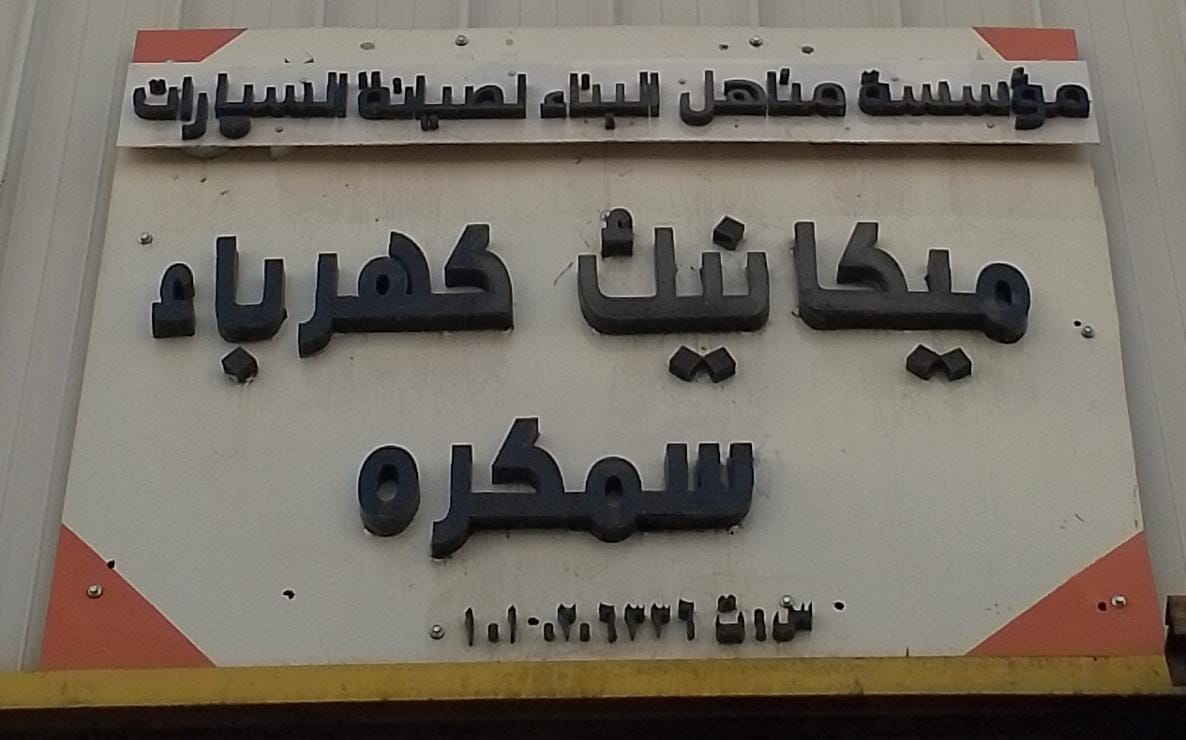 مؤسسة مناهل البناء لصيانة السيارات
ميكانيك كهرباء
سمكره
س.ت ١٠١٠٢٠٦٣٣٦